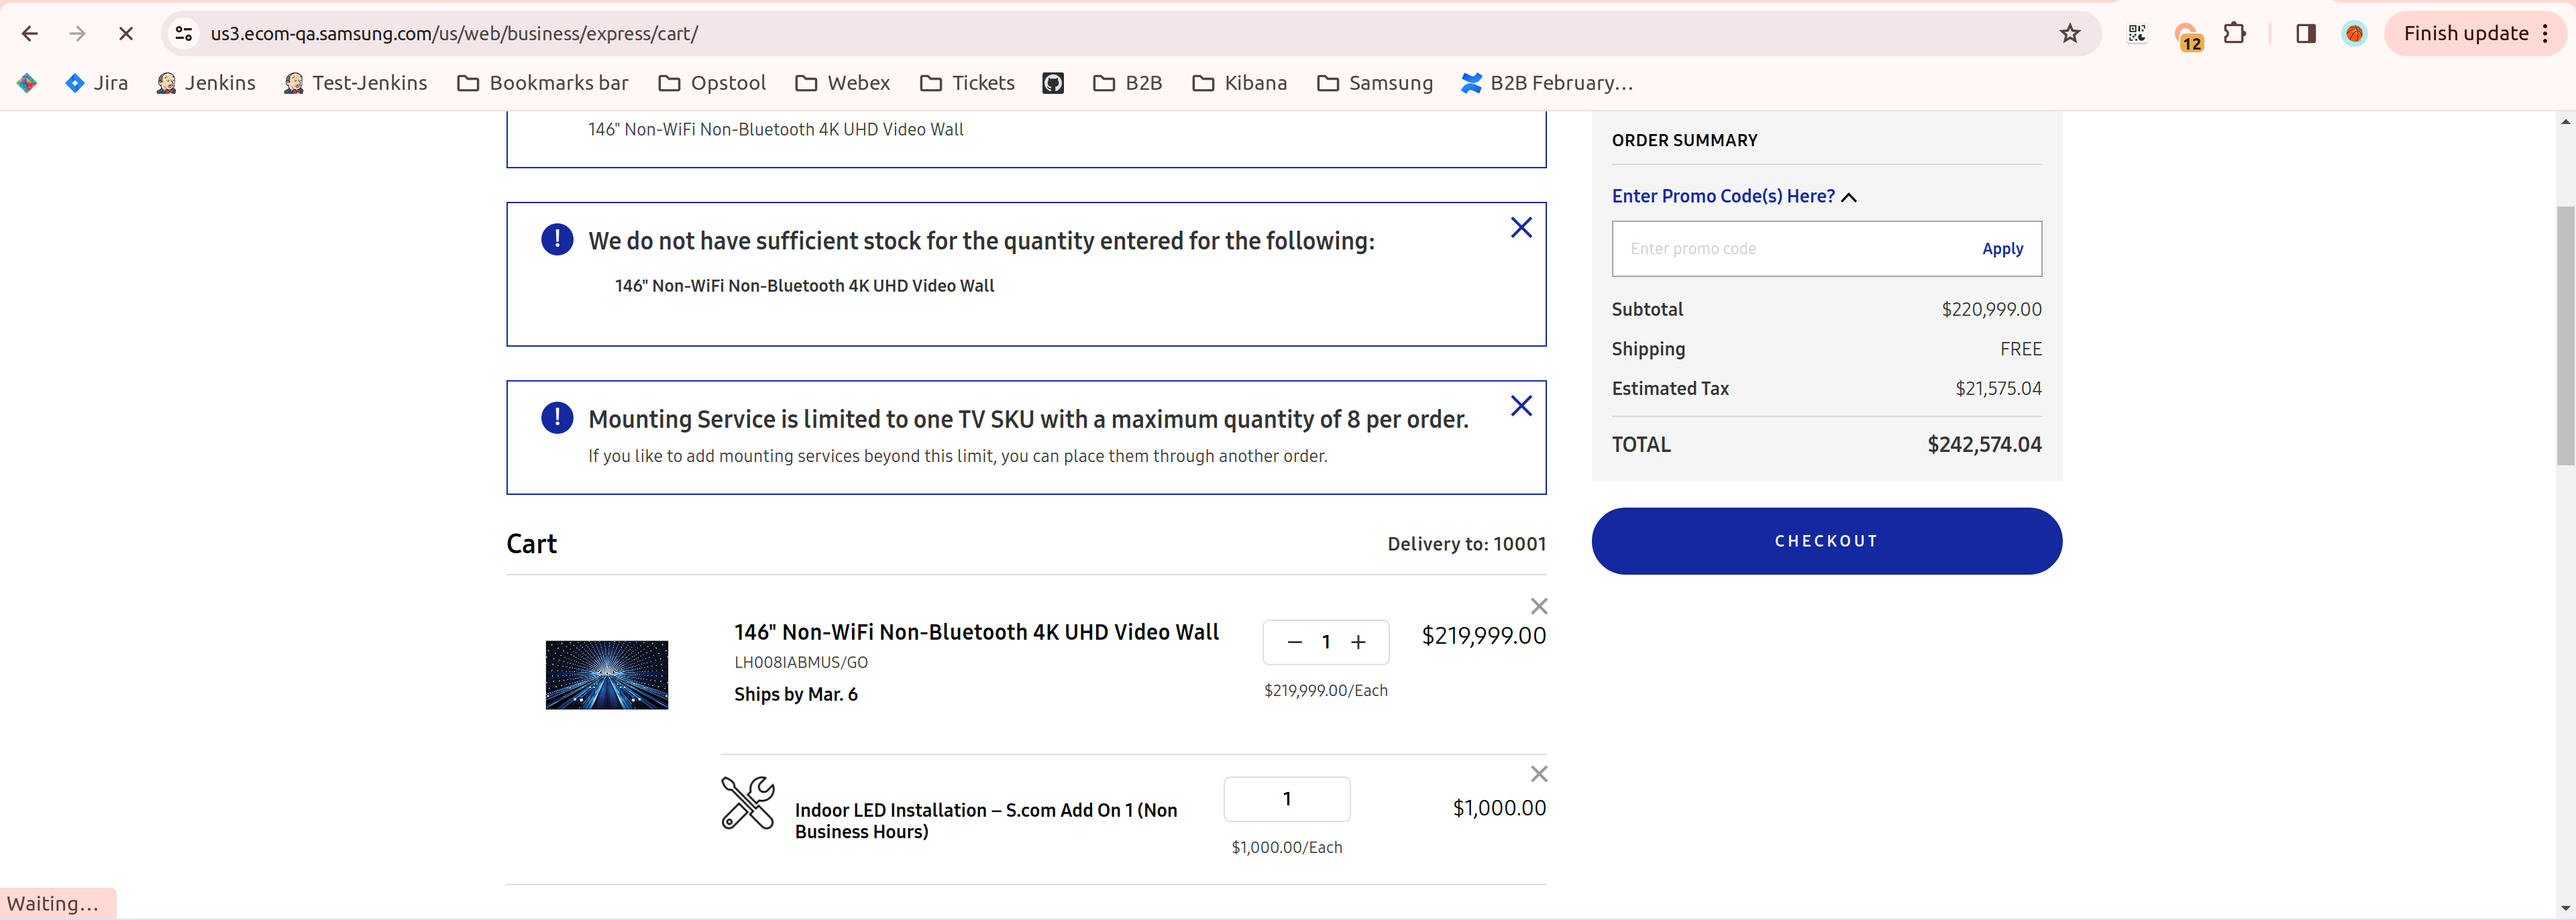 us3.ecom-qa.samsung.com/us/web/business/express/cart/
12
Finish update
Jira
Jenkins
Test-Jenkins
Bookmarks bar
Opstool
Webex
Tickets
B2B
Kibana
Samsung
B2B February...
146" Non-WiFi Non-Bluetooth 4K UHD Video Wall
We do not have sufficient stock for the quantity entered for the following:
146" Non-WiFi Non-Bluetooth 4K UHD Video Wall
Mounting Service is limited to one TV SKU with a maximum quantity of 8 per order.
If you like to add mounting services beyond this limit, you can place them through another order.
Cart
Delivery to: 10001
146" Non-WiFi Non-Bluetooth 4K UHD Video Wall
LH008IABMUS/GO
Ships by Mar. 6
− 1 +
$219,999.00/Each
$219,999.00
Indoor LED Installation – S.com Add On 1 (Non
Business Hours)
1
$1,000.00/Each
$1,000.00
ORDER SUMMARY
Enter Promo Code(s) Here?
Enter promo code
Apply
Subtotal $220,999.00
Shipping FREE
Estimated Tax $21,575.04
TOTAL $242,574.04
CHECKOUT
Waiting...